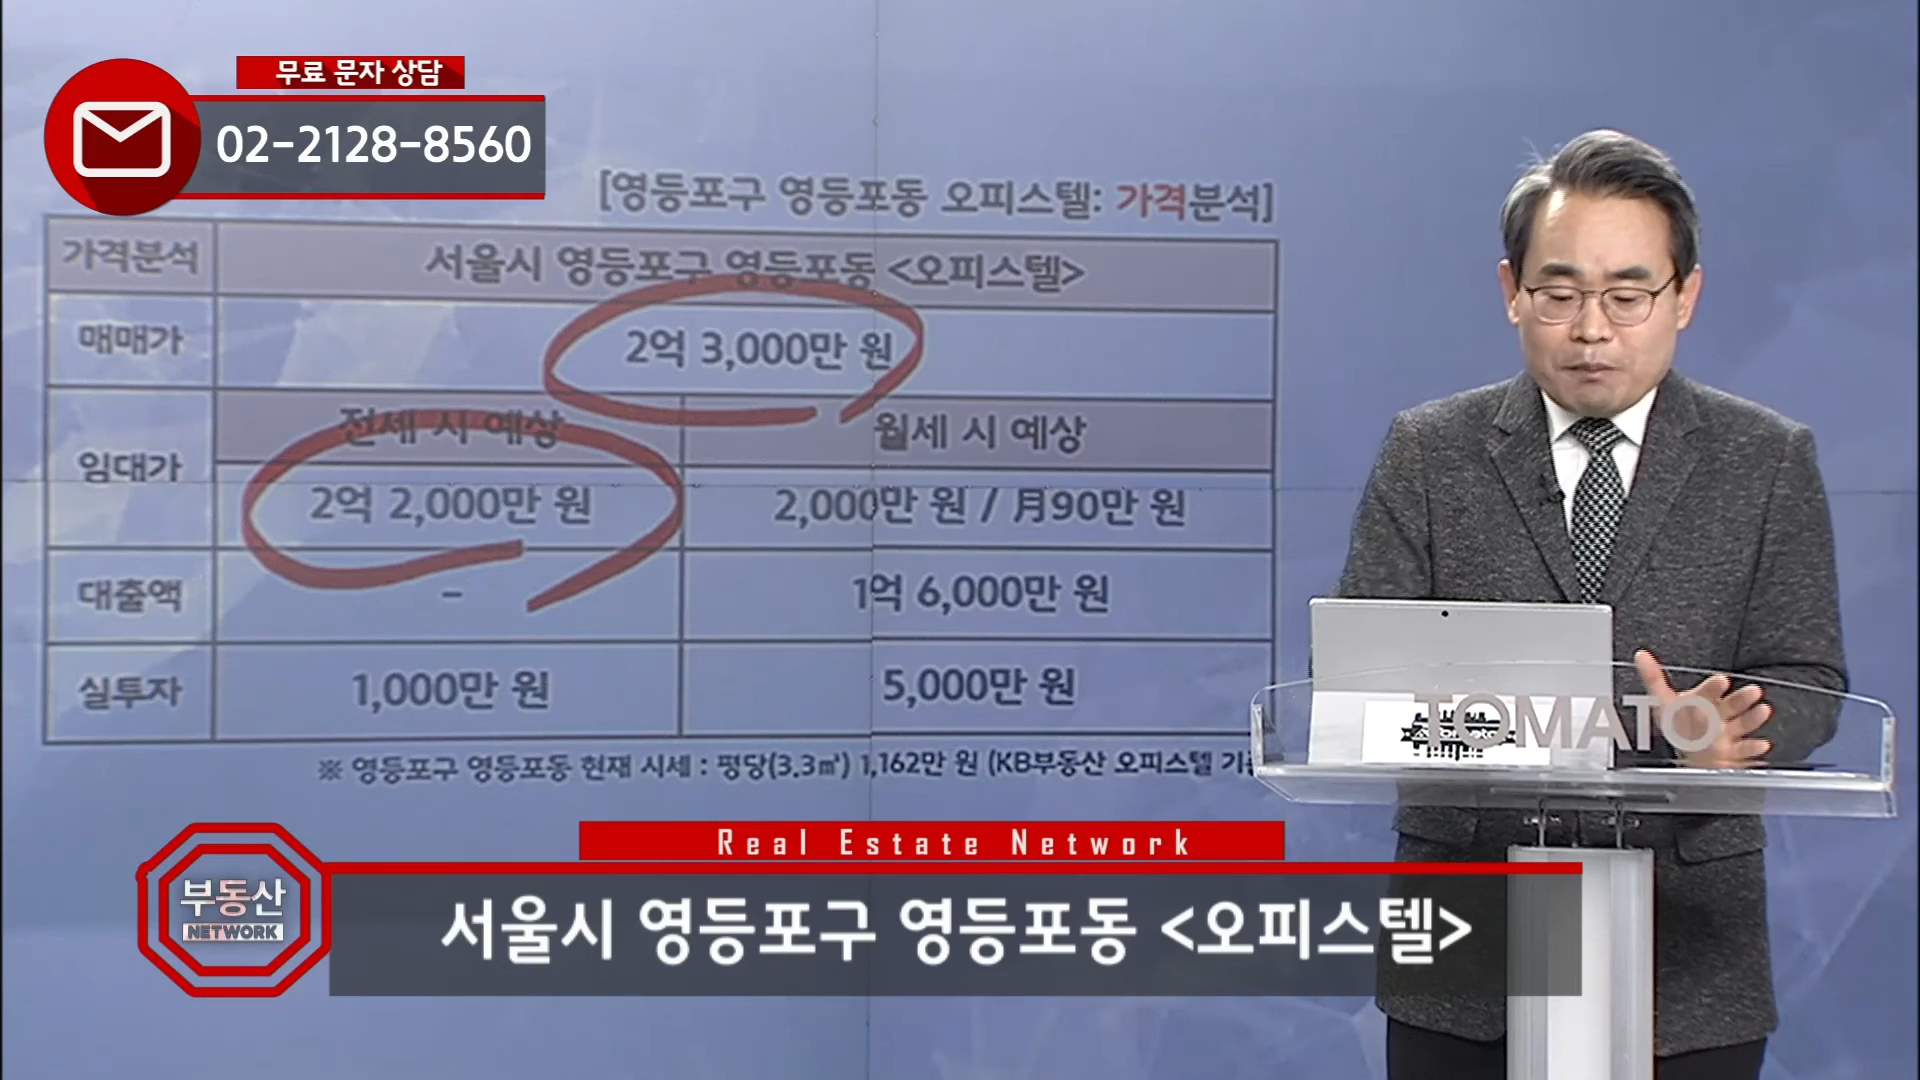 무료 문자 상담
02-2128-8560
[영등포구 영등포동 오피스텔: 가격분석]
가격분석 서울시 영등포구 영등포동 <오피스텔>
매매가 2억 3,000만 원
임대가 전세 시 예상 월세 시 예상
2억 2,000만 원 2,000만 원 / 月90만 원
대출액 - 1억 6,000만 원
실투자 1,000만 원 5,000만 원
※ 영등포구 영등포동 현재 시세 : 평당(3.3㎡) 1,162만 원 (KB부동산 오피스텔
TOMATO
Real Estate Network
부동산
NETWORK
서울시 영등포구 영등포동 <오피스텔>